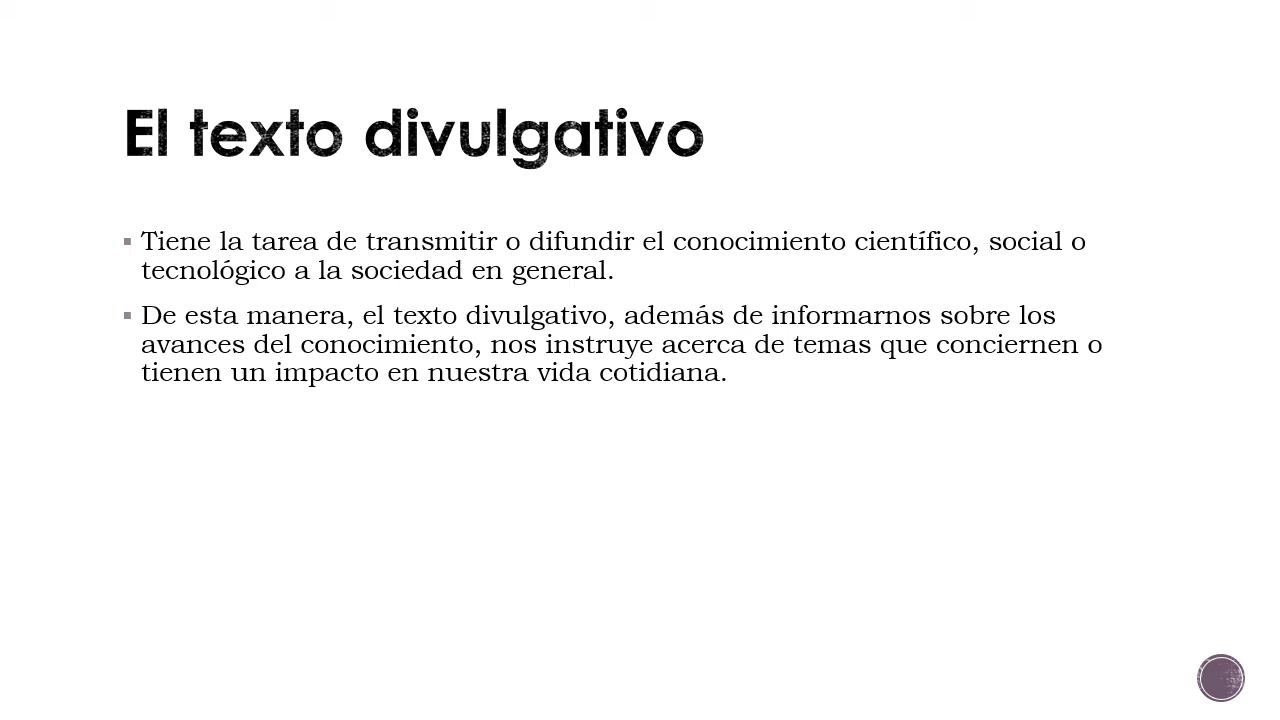 El texto divulgativo
▪ Tiene la tarea de transmitir o difundir el conocimiento científico, social o
tecnológico a la sociedad en general.
▪ De esta manera, el texto divulgativo, además de informarnos sobre los
avances del conocimiento, nos instruye acerca de temas que conciernen o
tienen un impacto en nuestra vida cotidiana.